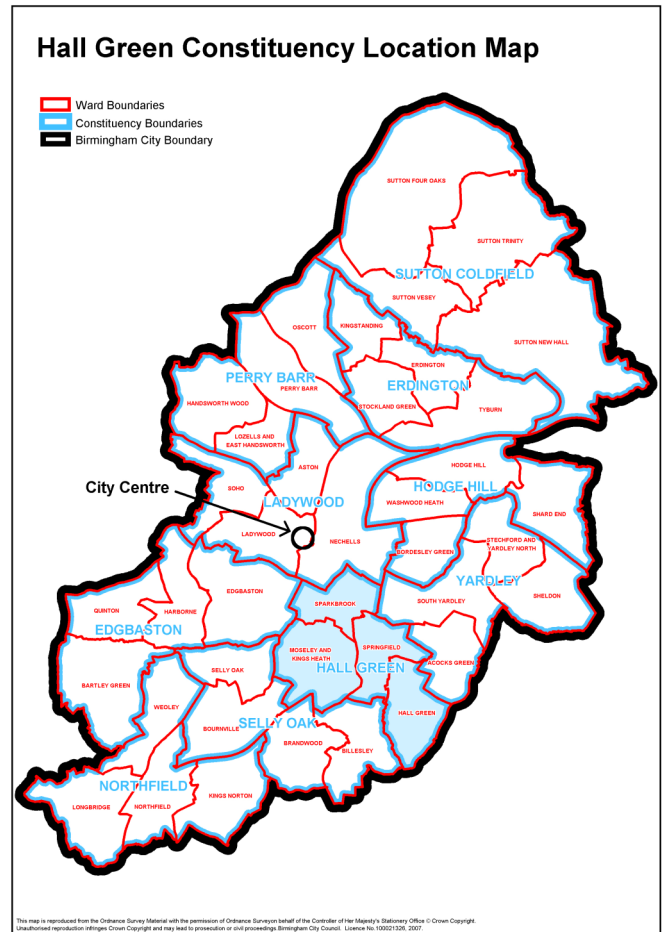 Hall Green Constituency Location Map
Ward Boundaries
Constituency Boundaries
Birmingham City Boundary
SUTTON FOUR OAKS
SUTTON TRINITY
SUTTON COLDFIELD
SUTTON VESEY
SUTTON NEW HALL
OSCOTT
KINGSTANDING
ERDINGTON
PERRY BARR
PERRY BARR
ERDINGTON
HANDSWORTH WOOD
STOCKLAND GREEN
TYBURN
LOZELLS AND
EAST HANDSWORTH
ASTON
HODGE HILL
SOHO
HODGE HILL
City Centre
LADYWOOD
WASHWOOD HEATH
SHARD END
LADYWOOD
NECHELLS
BORDESLEY GREEN
STECHFORD AND
YARDLEY NORTH
YARDLEY
EDGBASTON
SHELDON
SPARKBROOK
SOUTH YARDLEY
QUINTON
HARBORNE
EDGBASTON
MOSELEY AND
KINGS HEATH
SPRINGFIELD
HALL GREEN
ACOCKS GREEN
SELLY OAK
BARTLEY GREEN
WEOLEY
HALL GREEN
BOURNVILLE
SELLY OAK
BRANDWOOD
BILLESLEY
NORTHFIELD
KINGS NORTON
LONGBRIDGE
NORTHFIELD
This map is reproduced from the Ordnance Survey Material with the permission of Ordnance Surveyon behalf of the Controller of Her Majesty's Stationery Office © Crown Copyright.
Unauthorised reproduction infringes Crown Copyright and may lead to prosecution or civil proceedings.Birmingham City Council. Licence No.100021326, 2007.